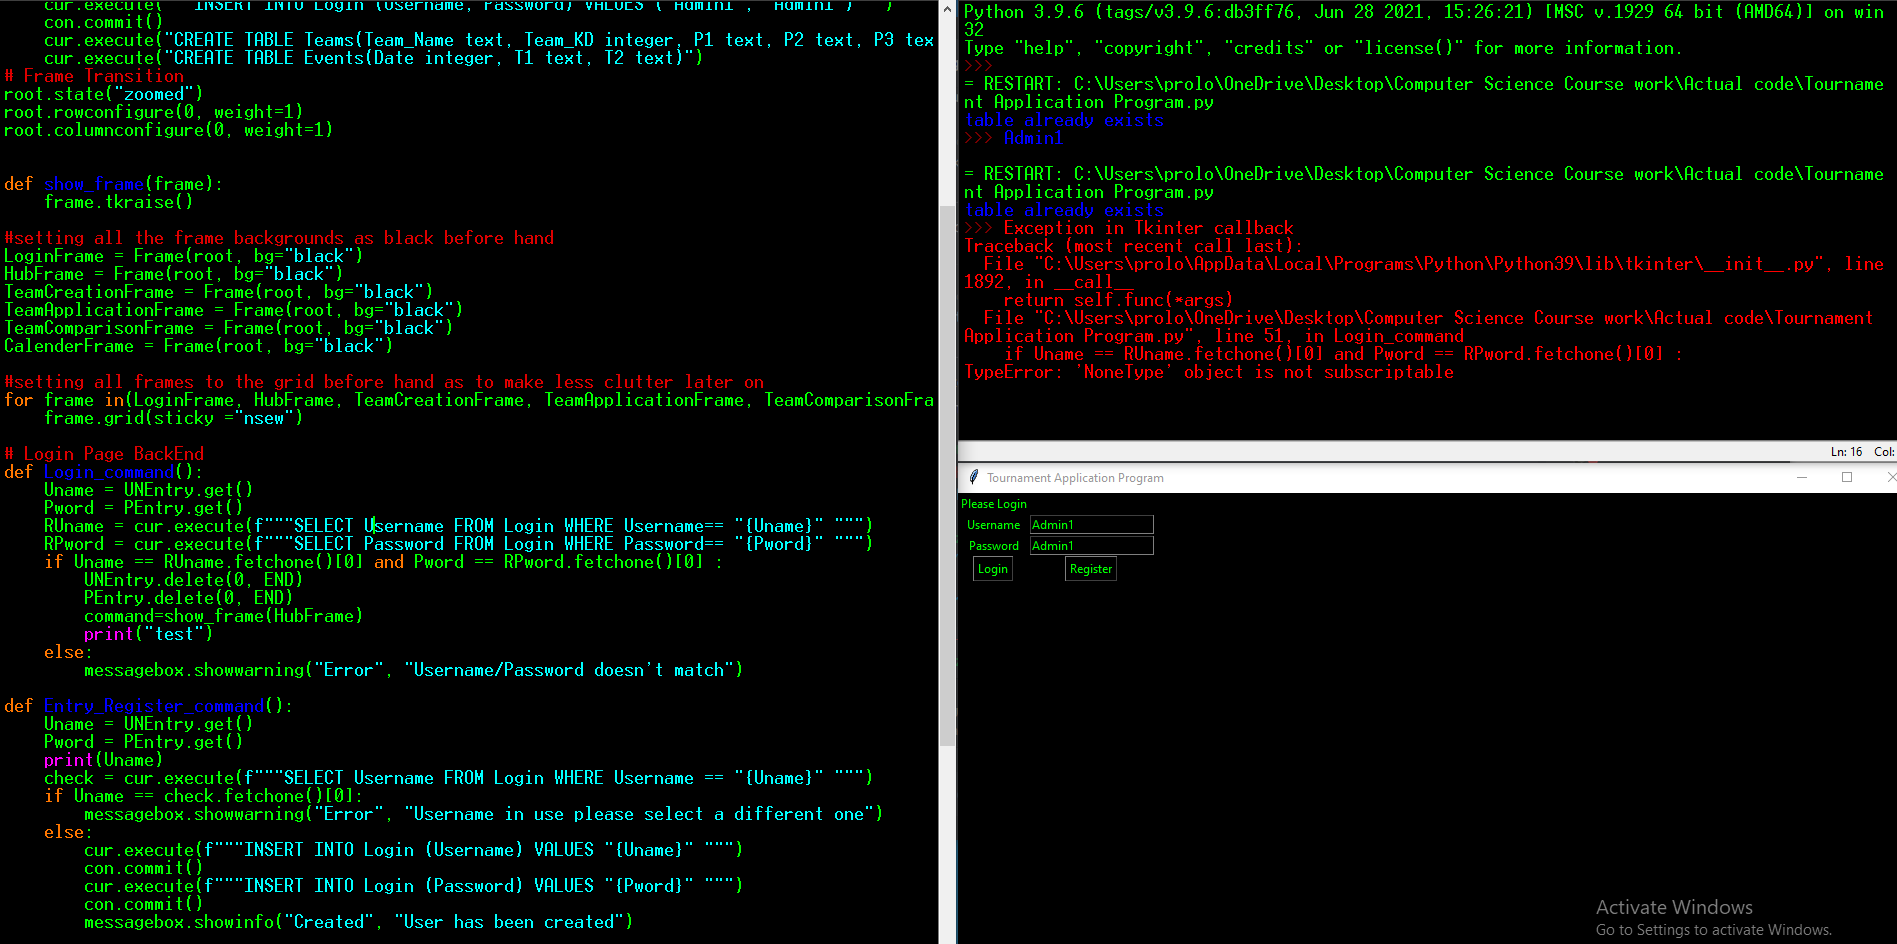 cur.execute(" INSERT INTO Login (Username, Password) VALUES ("Admin1", "Admin1") ")
con.commit()
cur.execute("CREATE TABLE Teams(Team_Name text, Team_KD integer, P1 text, P2 text, P3 tex
cur.execute("CREATE TABLE Events(Date integer, T1 text, T2 text)")
# Frame Transition
root.state("zoomed")
root.rowconfigure(0, weight=1)
root.columnconfigure(0, weight=1)
def show_frame(frame):
frame.tkraise()
#setting all the frame backgrounds as black before hand
LoginFrame = Frame(root, bg="black")
HubFrame = Frame(root, bg="black")
TeamCreationFrame = Frame(root, bg="black")
TeamApplicationFrame = Frame(root, bg="black")
TeamComparisonFrame = Frame(root, bg="black")
CalenderFrame = Frame(root, bg="black")
#setting all frames to the grid before hand as to make less clutter later on
for frame in(LoginFrame, HubFrame, TeamCreationFrame, TeamApplicationFrame, TeamComparisonFra
frame.grid(sticky ="nsew")
# Login Page BackEnd
def Login_command():
Uname = UNEntry.get()
Pword = PEntry.get()
RUname = cur.execute(f"""SELECT Username FROM Login WHERE Username== "{Uname}" """)
RPword = cur.execute(f"""SELECT Password FROM Login WHERE Password== "{Pword}" """)
if Uname == RUname.fetchone()[0] and Pword == RPword.fetchone()[0] :
UNEntry.delete(0, END)
PEntry.delete(0, END)
command=show_frame(HubFrame)
print("test")
else:
messagebox.showwarning("Error", "Username/Password doesn't match")
def Entry_Register_command():
Uname = UNEntry.get()
Pword = PEntry.get()
print(Uname)
check = cur.execute(f"""SELECT Username FROM Login WHERE Username == "{Uname}" """)
if Uname == check.fetchone()[0]:
messagebox.showwarning("Error", "Username in use please select a different one")
else:
cur.execute(f"""INSERT INTO Login (Username) VALUES "{Uname}" """)
con.commit()
cur.execute(f"""INSERT INTO Login (Password) VALUES "{Pword}" """)
con.commit()
messagebox.showinfo("Created", "User has been created")
Python 3.9.6 (tags/v3.9.6:db3ff76, Jun 28 2021, 15:26:21) [MSC v.1929 64 bit (AMD64)] on win
32
Type "help", "copyright", "credits" or "license()" for more information.
>>>
= RESTART: C:\Users\prolo\OneDrive\Desktop\Computer Science Course work\Actual code\Tourname
nt Application Program.py
table already exists
>>> Admin1
= RESTART: C:\Users\prolo\OneDrive\Desktop\Computer Science Course work\Actual code\Tourname
nt Application Program.py
table already exists
>>> Exception in Tkinter callback
Traceback (most recent call last):
File "C:\Users\prolo\AppData\Local\Programs\Python\Python39\lib\tkinter\__init__.py", line
1892, in __call__
return self.func(*args)
File "C:\Users\prolo\OneDrive\Desktop\Computer Science Course work\Actual code\Tournament
Application Program.py", line 51, in Login_command
if Uname == RUname.fetchone()[0] and Pword == RPword.fetchone()[0] :
TypeError: 'NoneType' object is not subscriptable
Ln: 16 Col:
Tournament Application Program
Please Login
Username Admin1
Password Admin1
Login Register
Activate Windows
Go to Settings to activate Windows.